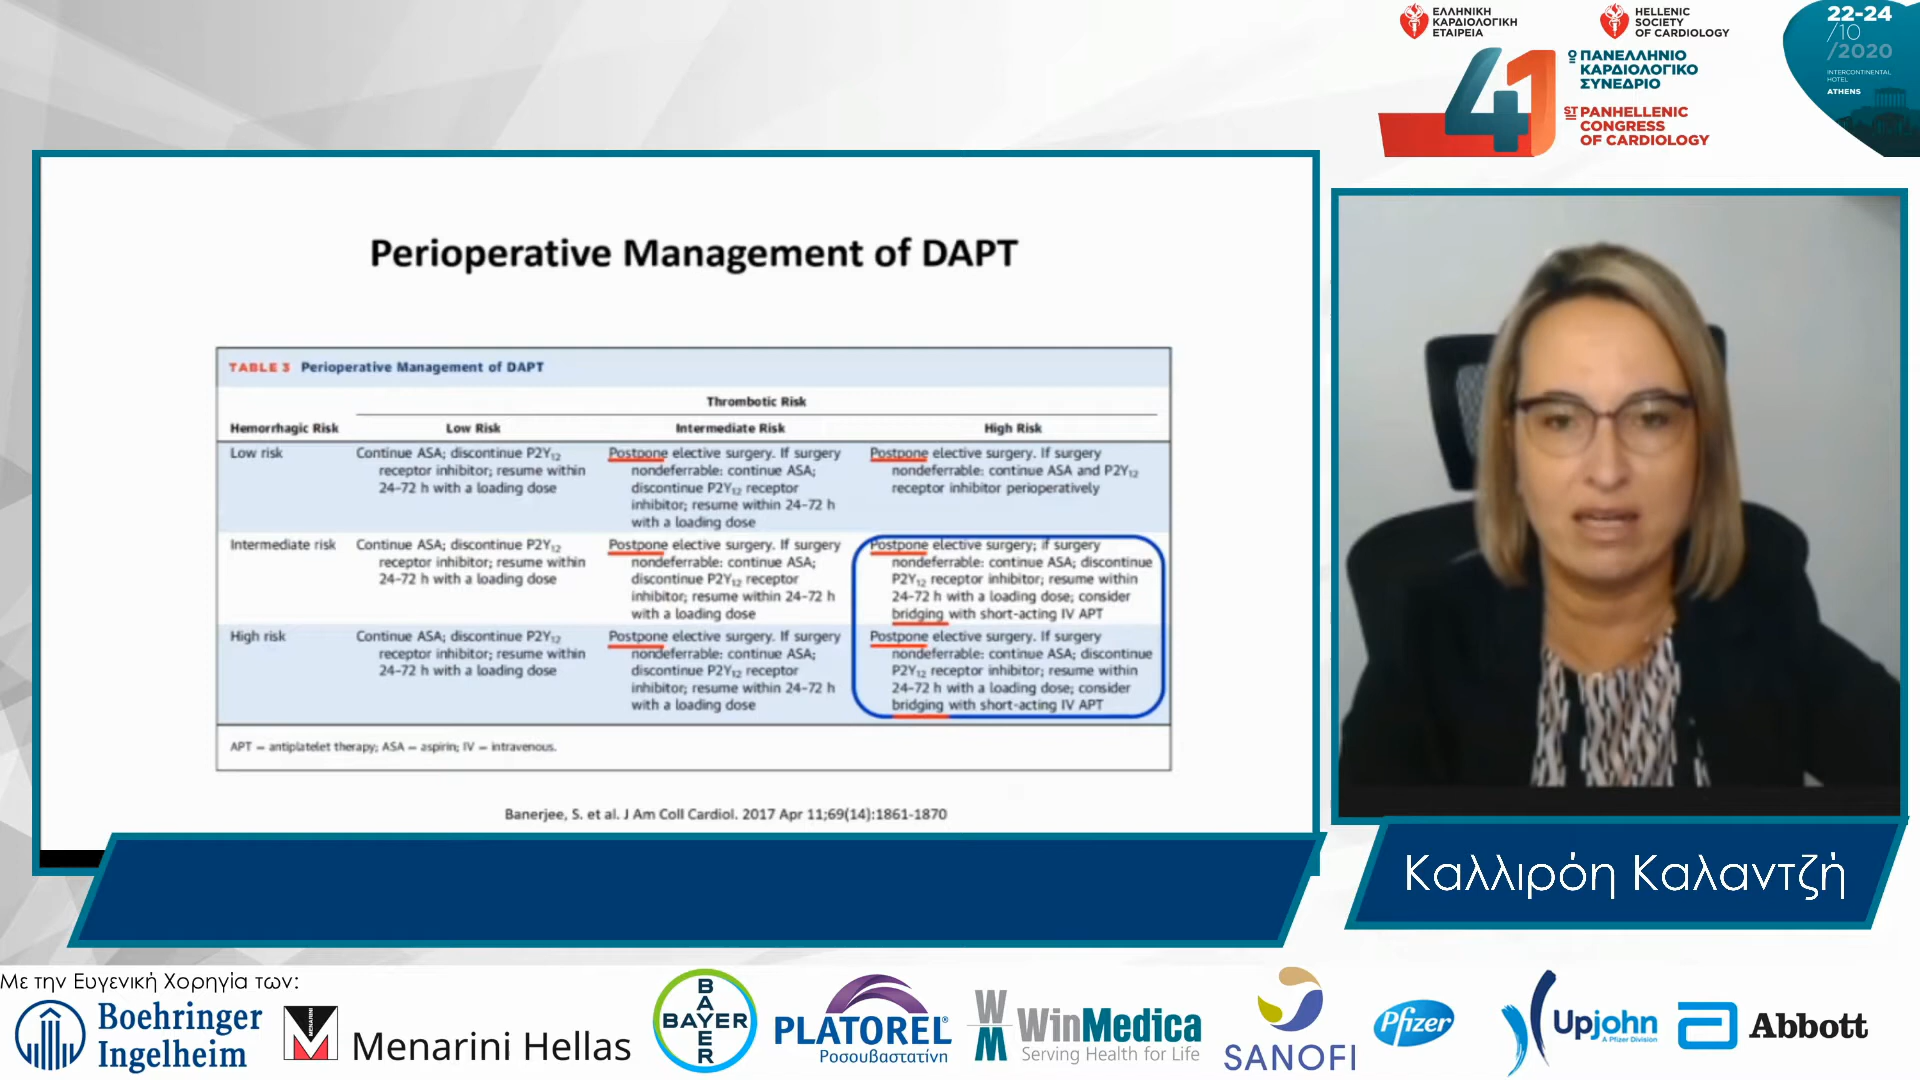 ΕΛΛΗΝΙΚΗ
ΚΑΡΔΙΟΛΟΓΙΚΗ
ΕΤΑΙΡΕΙΑ
HELLENIC
SOCIETY
OF CARDIOLOGY
41
Ο ΠΑΝΕΛΛΗΝΙΟ
ΚΑΡΔΙΟΛΟΓΙΚΟ
ΣΥΝΕΔΡΙΟ
ST PANHELLENIC
CONGRESS
OF CARDIOLOGY
22-24
/10
/2020
INTERCONTINENTAL
HOTEL
ATHENS
Perioperative Management of DAPT
TABLE 3 Perioperative Management of DAPT
Thrombotic Risk
Hemorrhagic Risk Low Risk Intermediate Risk High Risk
Low risk
Continue ASA; discontinue P2Y₁₂
receptor inhibitor; resume within
24–72 h with a loading dose
Postpone elective surgery. If surgery
nondeferrable: continue ASA;
discontinue P2Y₁₂ receptor
inhibitor; resume within 24–72 h
with a loading dose
Postpone elective surgery. If surgery
nondeferrable: continue ASA and P2Y₁₂
receptor inhibitor perioperatively
Intermediate risk
Continue ASA; discontinue P2Y₁₂
receptor inhibitor; resume within
24–72 h with a loading dose
Postpone elective surgery. If surgery
nondeferrable: continue ASA;
discontinue P2Y₁₂ receptor
inhibitor; resume within 24–72 h
with a loading dose
Postpone elective surgery; if surgery
nondeferrable: continue ASA; discontinue
P2Y₁₂ receptor inhibitor; resume within
24–72 h with a loading dose; consider
bridging with short-acting IV APT
High risk
Continue ASA; discontinue P2Y₁₂
receptor inhibitor; resume within
24–72 h with a loading dose
Postpone elective surgery. If surgery
nondeferrable: continue ASA;
discontinue P2Y₁₂ receptor
inhibitor; resume within 24–72 h
with a loading dose
Postpone elective surgery. If surgery
nondeferrable: continue ASA; discontinue
P2Y₁₂ receptor inhibitor; resume within
24–72 h with a loading dose; consider
bridging with short-acting IV APT
APT = antiplatelet therapy; ASA = aspirin; IV = intravenous.
Banerjee, S. et al. J Am Coll Cardiol. 2017 Apr 11;69(14):1861-1870
Καλλιρόη Καλαντζή
Με την Ευγενική Χορηγία των:
Boehringer
Ingelheim
MENARINI
Menarini Hellas
BAYER
BAYER
PLATOREL®
Ροσουβαστατίνη
WM
WinMedica
Serving Health for Life
SANOFI
Pfizer
Upjohn
A Pfizer Division
Abbott